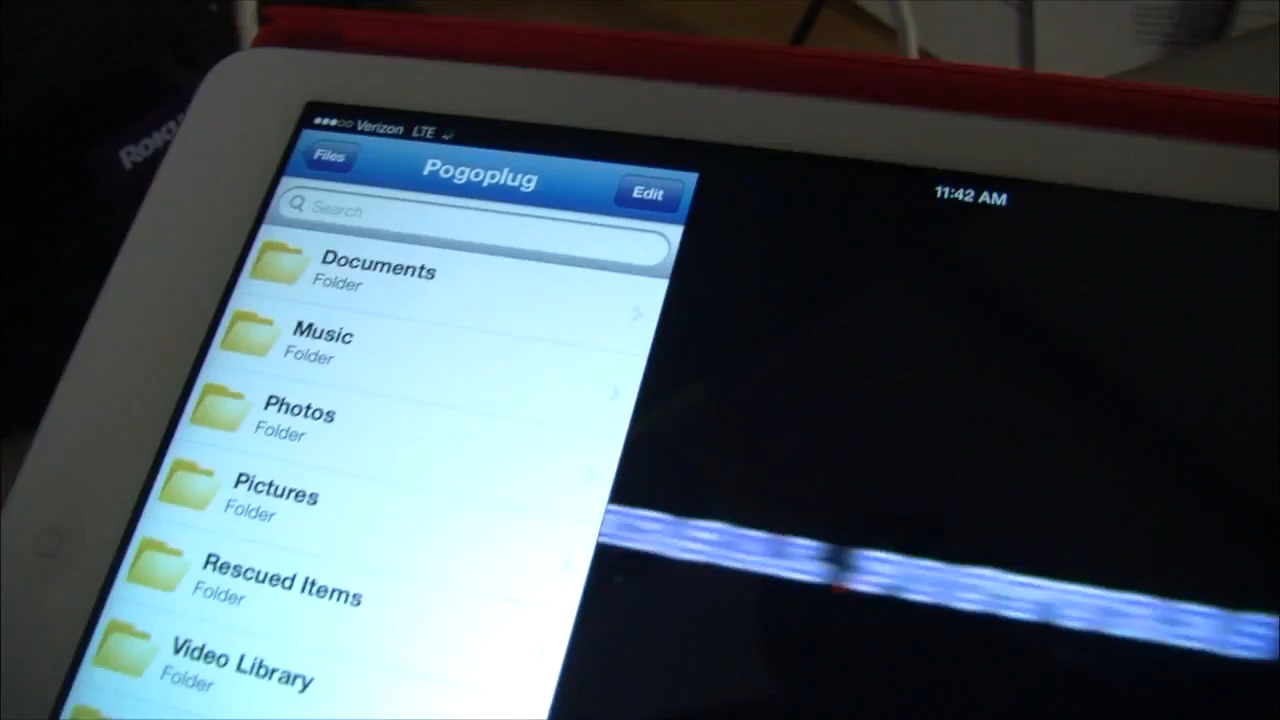 ROKU
Verizon LTE
11:42 AM
Files
Pogoplug
Edit
Search
Documents
Folder
Music
Folder
Photos
Folder
Pictures
Folder
Rescued Items
Folder
Video Library
Folder